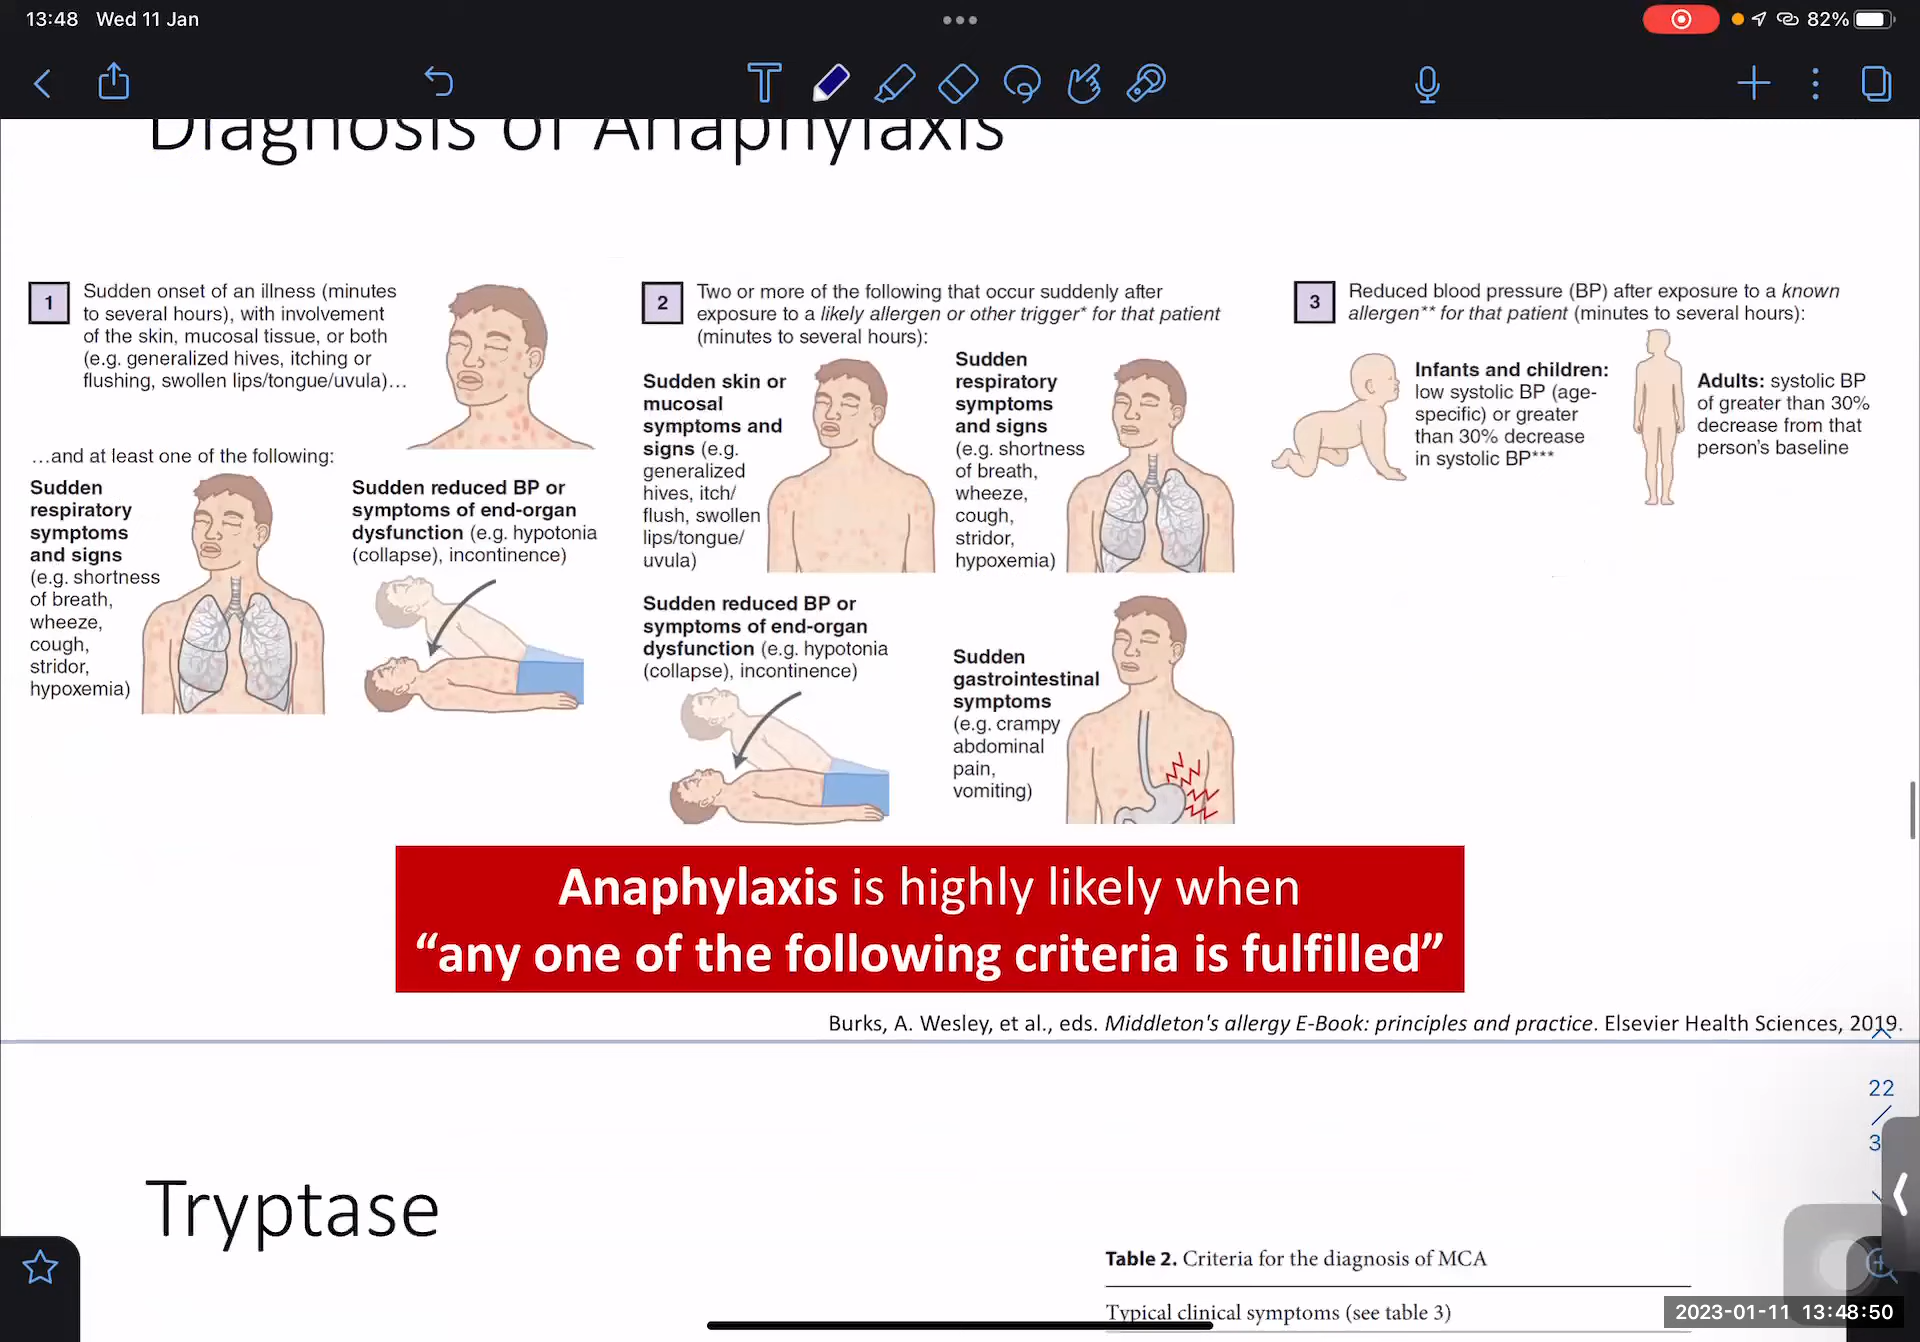 13:48 Wed 11 Jan
82%
Diagnosis of Anaphylaxis
1
Sudden onset of an illness (minutes
to several hours), with involvement
of the skin, mucosal tissue, or both
(e.g. generalized hives, itching or
flushing, swollen lips/tongue/uvula)...
...and at least one of the following:
Sudden
respiratory
symptoms
and signs
(e.g. shortness
of breath,
wheeze,
cough,
stridor,
hypoxemia)
Sudden reduced BP or
symptoms of end-organ
dysfunction (e.g. hypotonia
(collapse), incontinence)
2
Two or more of the following that occur suddenly after
exposure to a likely allergen or other trigger* for that patient
(minutes to several hours):
Sudden skin or
mucosal
symptoms and
signs (e.g.
generalized
hives, itch/
flush, swollen
lips/tongue/
uvula)
Sudden
respiratory
symptoms
and signs
(e.g. shortness
of breath,
wheeze,
cough,
stridor,
hypoxemia)
Sudden reduced BP or
symptoms of end-organ
dysfunction (e.g. hypotonia
(collapse), incontinence)
Sudden
gastrointestinal
symptoms
(e.g. crampy
abdominal
pain,
vomiting)
3
Reduced blood pressure (BP) after exposure to a known
allergen** for that patient (minutes to several hours):
Infants and children:
low systolic BP (age-
specific) or greater
than 30% decrease
in systolic BP***
Adults: systolic BP
of greater than 30%
decrease from that
person's baseline
Anaphylaxis is highly likely when
“any one of the following criteria is fulfilled”
Burks, A. Wesley, et al., eds. Middleton's allergy E-Book: principles and practice. Elsevier Health Sciences, 2019.
22
/
Tryptase
Table 2. Criteria for the diagnosis of MCA
Typical clinical symptoms (see table 3)
2023-01-11 13:48:50